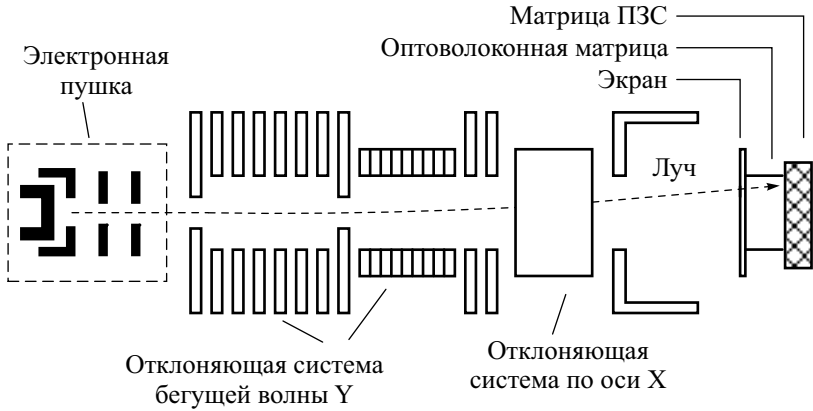 Матрица ПЗС
Оптоволоконная матрица
Экран
Электронная
пушка
Луч
Отклоняющая система
бегущей волны Y
Отклоняющая
система по оси X